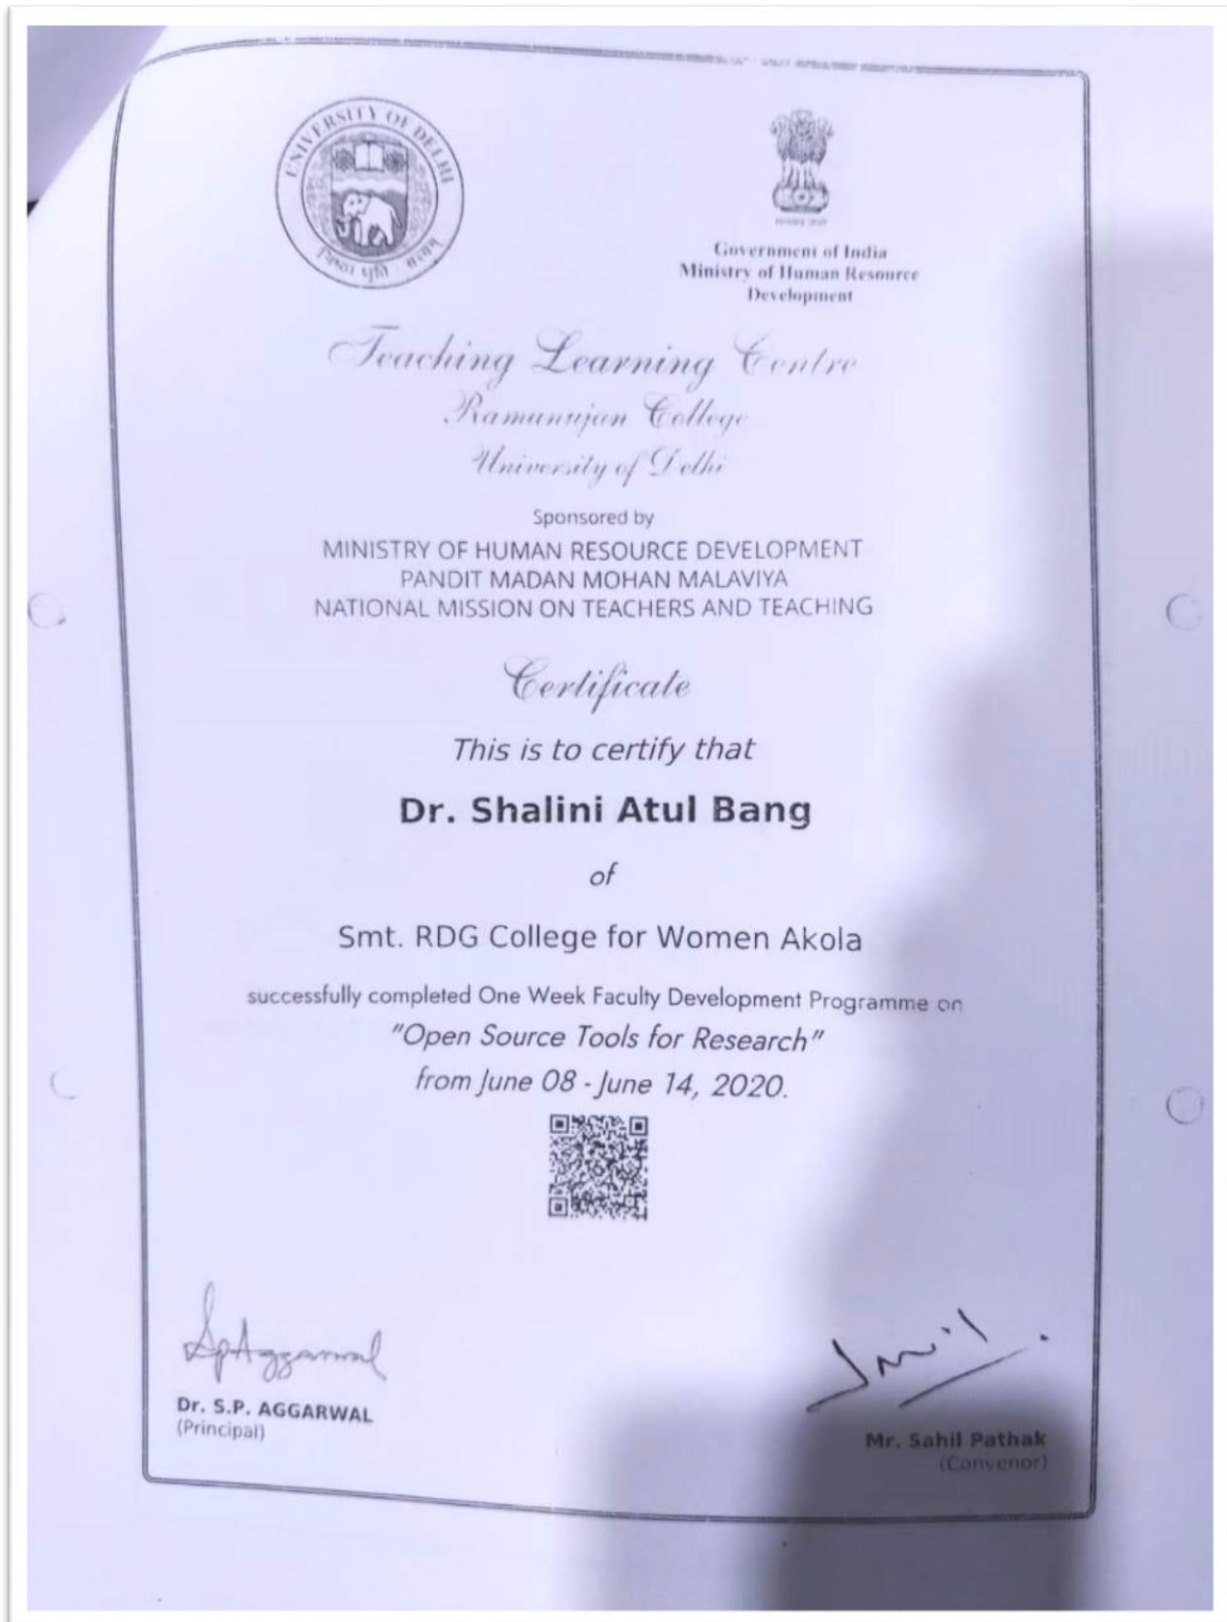 UNIVERSITY OF DELHI
Government of India
Ministry of Human Resource
Development
Teaching Learning Centre
Ramanujan College
University of Delhi
Sponsored by
MINISTRY OF HUMAN RESOURCE DEVELOPMENT
PANDIT MADAN MOHAN MALAVIYA
NATIONAL MISSION ON TEACHERS AND TEACHING
Certificate
This is to certify that
Dr. Shalini Atul Bang
of
Smt. RDG College for Women Akola
successfully completed One Week Faculty Development Programme on
"Open Source Tools for Research"
from June 08 - June 14, 2020.
SpAggarwal
Dr. S.P. AGGARWAL
(Principal)
Mr. Sahil Pathak
(Convenor)